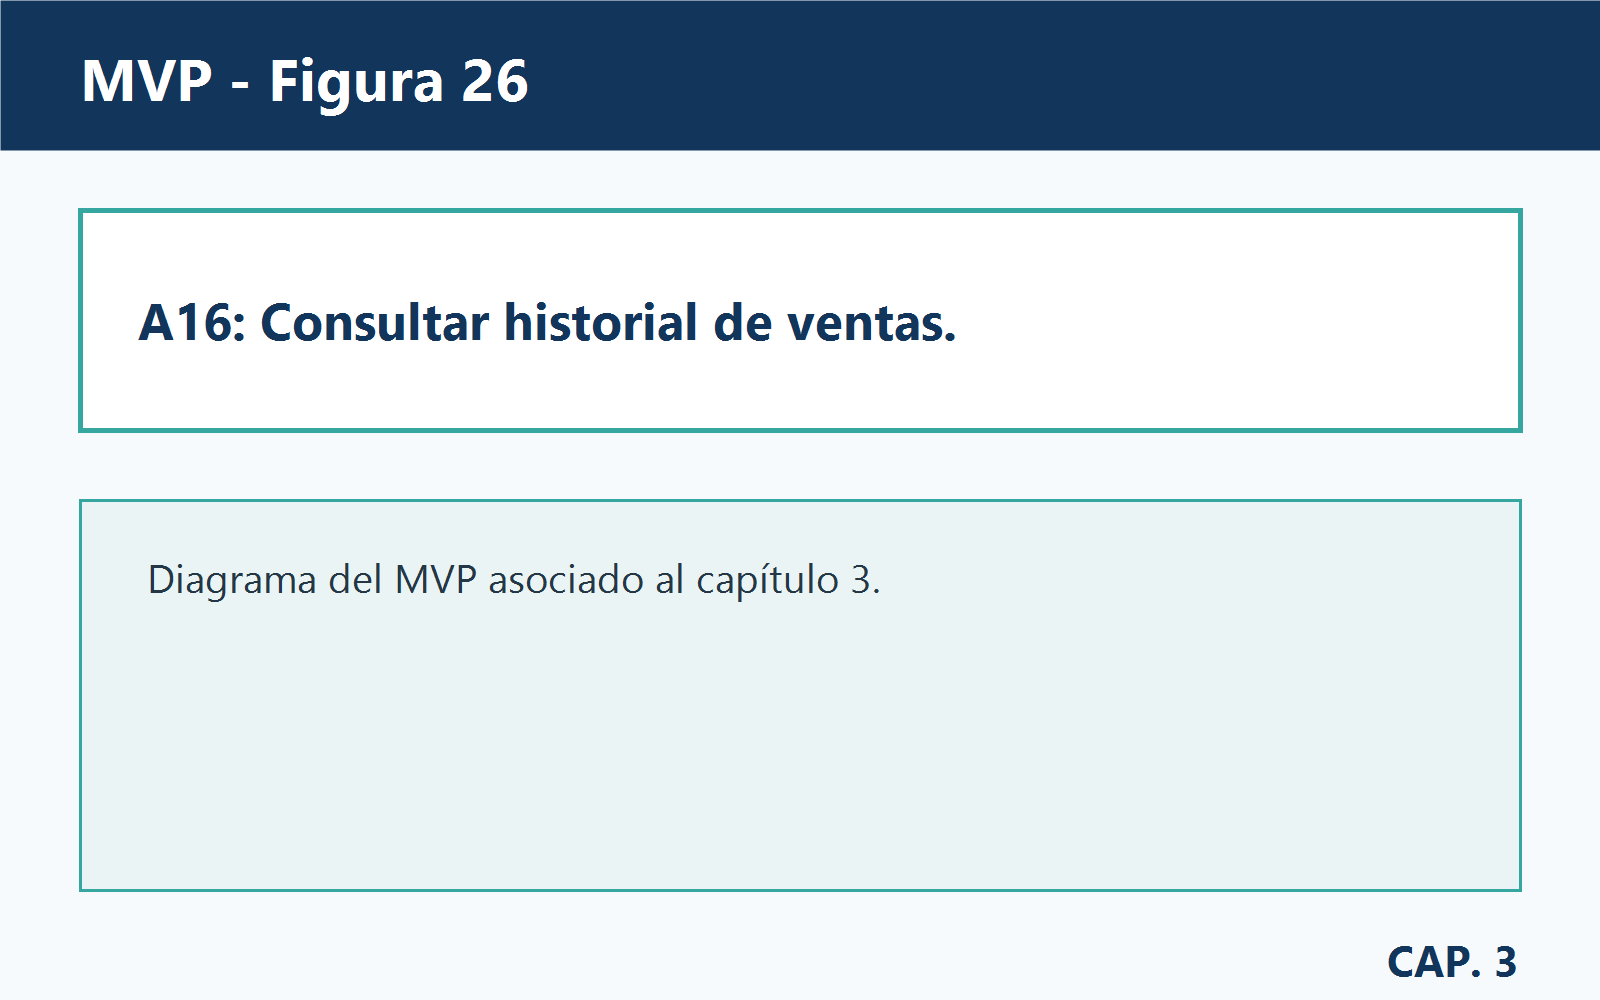 MVP - Figura 26
A16: Consultar historial de ventas.
Diagrama del MVP asociado al capítulo 3.
CAP. 3